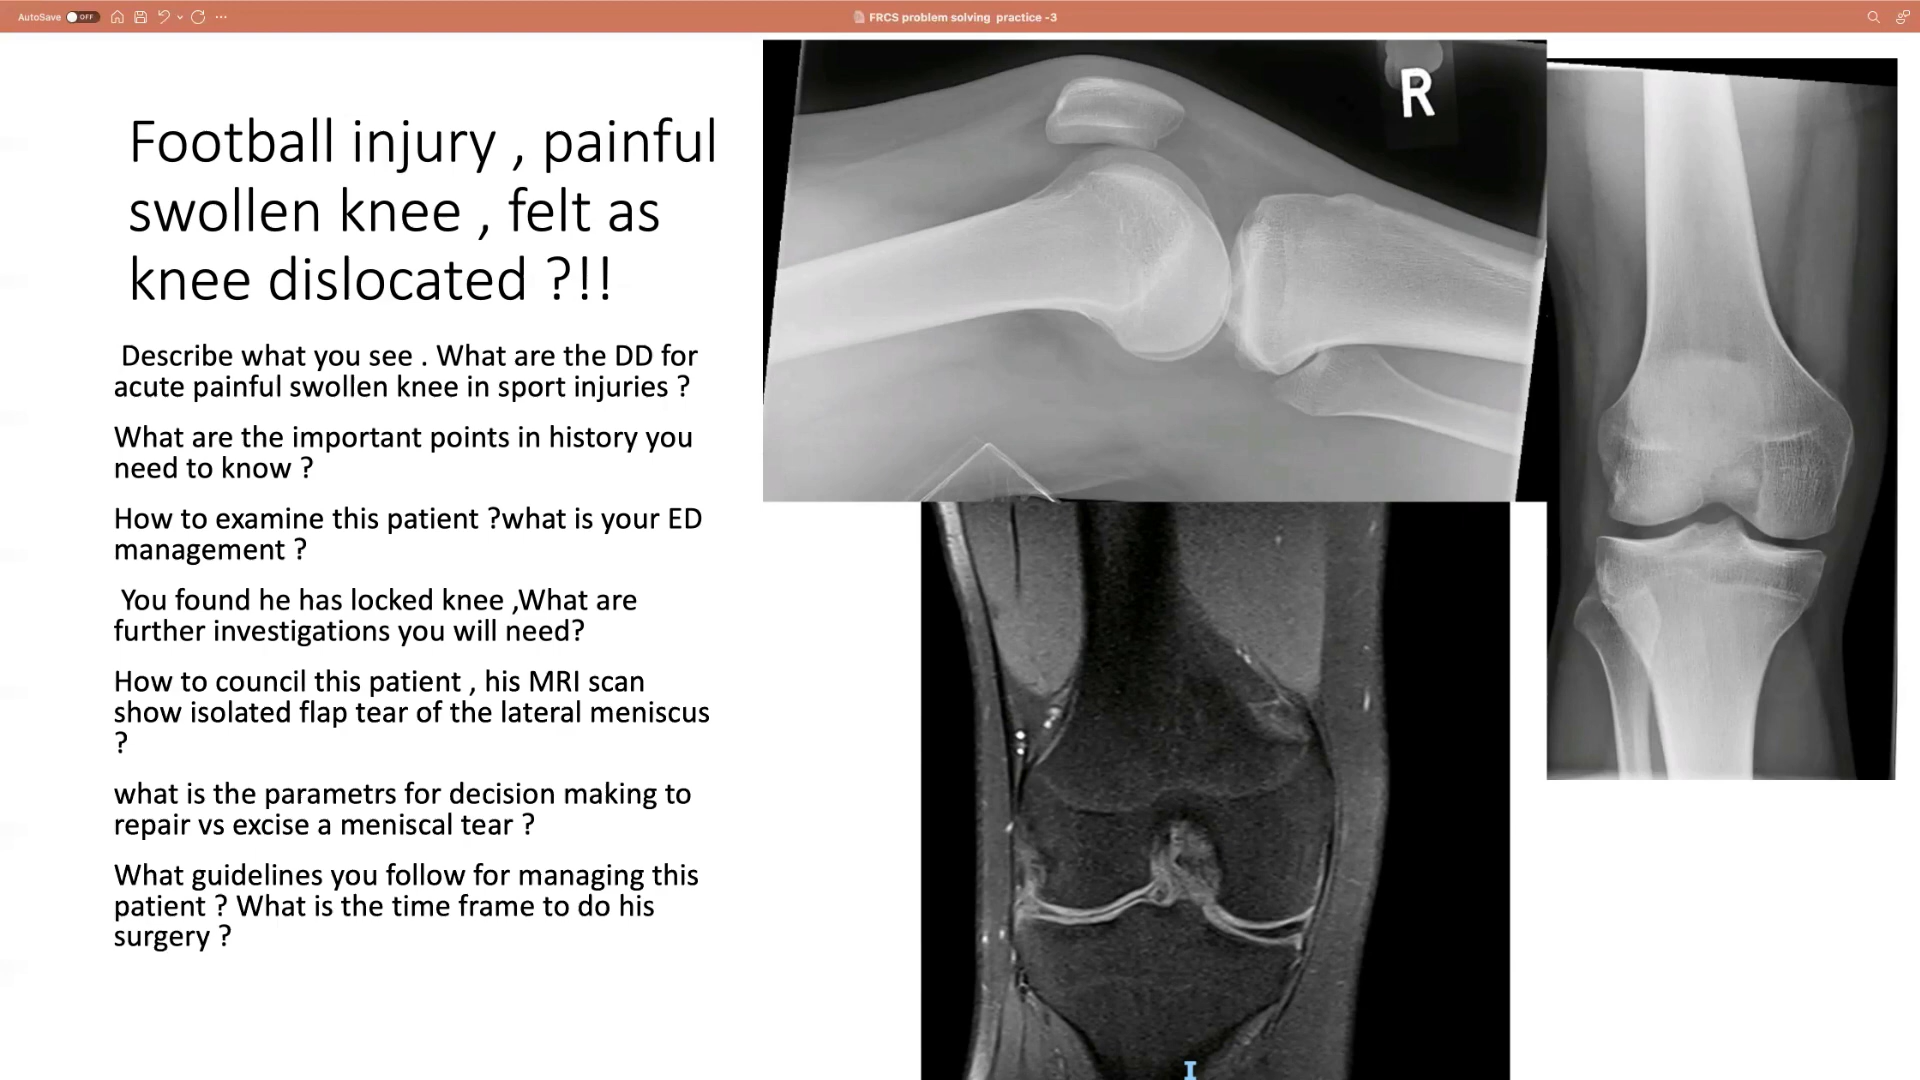 AutoSave OFF
FRCS problem solving practice -3
Football injury , painful
swollen knee , felt as
knee dislocated ?!!
Describe what you see . What are the DD for
acute painful swollen knee in sport injuries ?
What are the important points in history you
need to know ?
How to examine this patient ?what is your ED
management ?
You found he has locked knee ,What are
further investigations you will need?
How to council this patient , his MRI scan
show isolated flap tear of the lateral meniscus
?
what is the parametrs for decision making to
repair vs excise a meniscal tear ?
What guidelines you follow for managing this
patient ? What is the time frame to do his
surgery ?
R